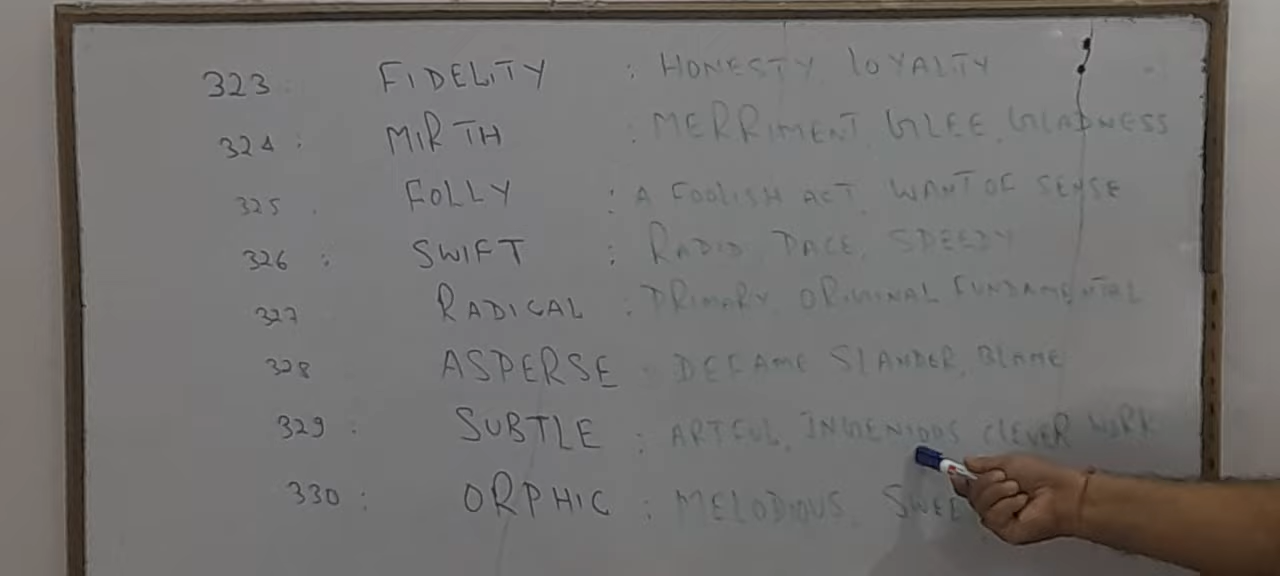 323: FIDELITY : HONESTY LOYALTY
324: MIRTH : MERRIMENT, GLEE, GLADNESS
325 . FOLLY : A FOOLISH ACT, WANT OF SENSE
326 : SWIFT : RAPID, PACE, SPEEDY
327 RADICAL : PRIMARY, ORIGINAL FUNDAMENTAL
328 ASPERSE : DEFAME SLANDER, BLAME
329 : SUBTLE : ARTFUL, INGENIOUS CLEVER WORK
330 : ORPHIC : MELODIOUS,